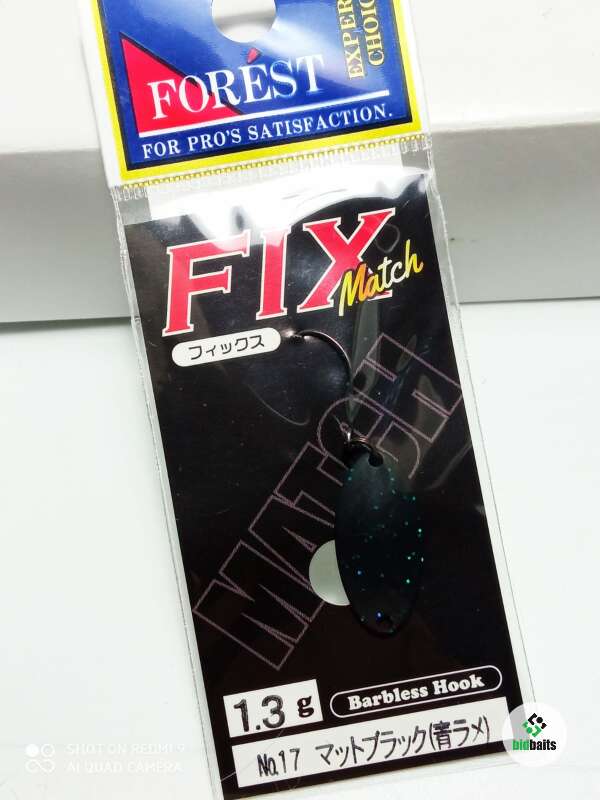 FORÉST
EXPERT
CHOICE
FOR PRO'S SATISFACTION.
FIX
Match
フィックス
MATCH
1.3 g
Barbless Hook
No.17 マットブラック(青ラメ)
SHOT ON REDMI 9
AI QUAD CAMERA
bidbaits